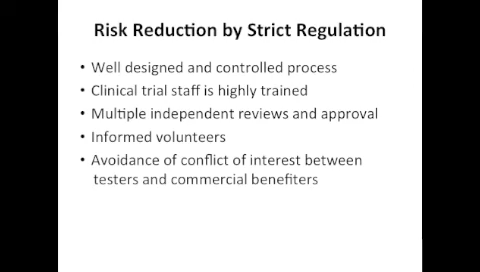 Risk Reduction by Strict Regulation
• Well designed and controlled process
• Clinical trial staff is highly trained
• Multiple independent reviews and approval
• Informed volunteers
• Avoidance of conflict of interest between
testers and commercial benefiters